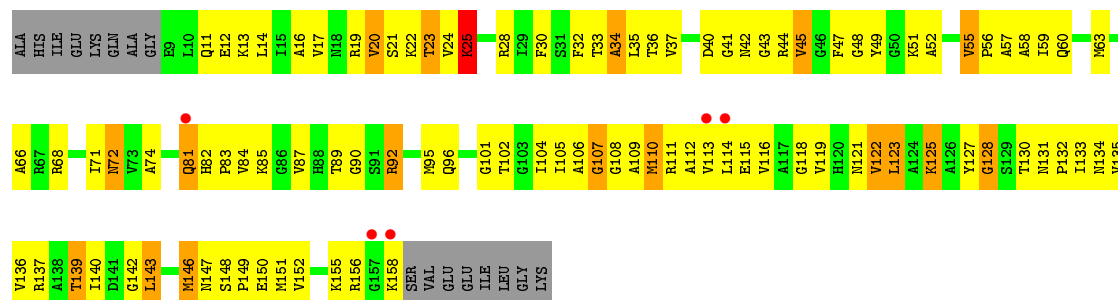 ALA HIS ILE GLU LYS GLN ALA GLY E9 L10 Q11 E12 K13 L14 I15 A16 V17 N18 R19 V20 S21 K22 T23 V24 K25 R28 I29 F30 S31 F32 T33 A34 L35 T36 V37 D40 G41 N42 G43 R44 V45 G46 F47 G48 Y49 G50 K51 A52 V55 P56 A57 A58 I59 Q60 M63
A66 R67 R68 I71 N72 V73 A74 Q81 H82 P83 V84 K85 G86 V87 H88 T89 G90 S91 R92 M95 Q96 G101 T102 G103 I104 I105 A106 G107 G108 A109 M110 R111 A112 V113 L114 E115 V116 A117 G118 V119 H120 N121 V122 L123 A124 K125 A126 Y127 G128 S129 T130 N131 P132 I133 N134 V135
V136 R137 A138 T139 I140 D141 G142 L143 M146 N147 S148 P149 E150 M151 V152 K155 R156 G157 K158 SER VAL GLU GLU ILE LEU GLY LYS